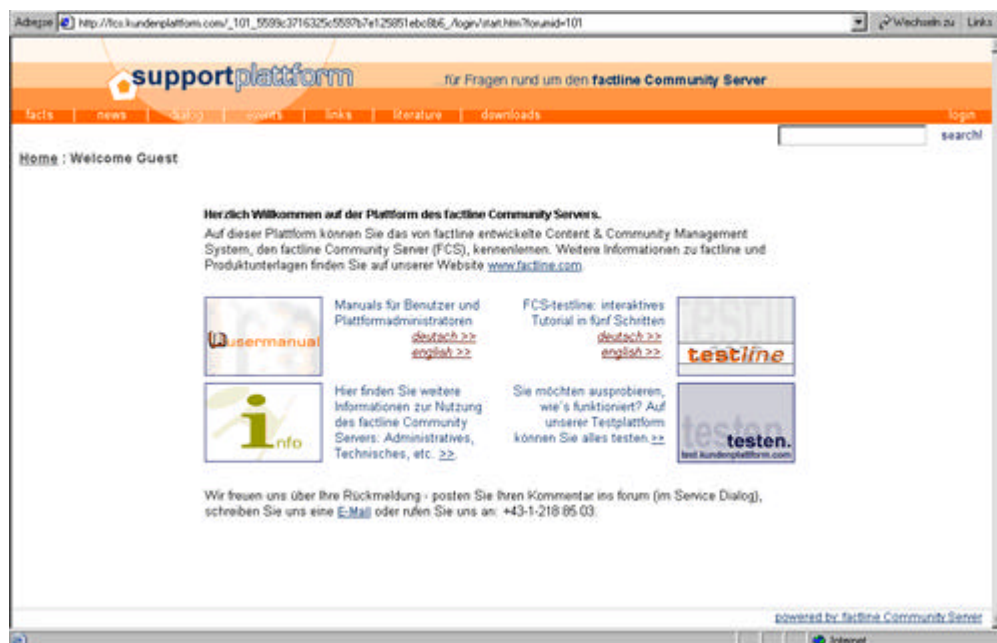 Adresse http://fcs.kundenplattform.com/_101_5599c3716325c5597b7e125851ebc8b6_/login/start.htm?forumid=101 Wechseln zu Links
supportplattform ...für Fragen rund um den factline Community Server
facts | news | dialog | events | links | literature | downloads login
search!
Home : Welcome Guest
Herzlich Willkommen auf der Plattform des factline Community Servers.
Auf dieser Plattform können Sie das von factline entwickelte Content & Community Management
System, den factline Community Server (FCS), kennenlernen. Weitere Informationen zu factline und
Produktunterlagen finden Sie auf unserer Website www.factline.com.
usermanual
Manuals für Benutzer und
Plattformadministratoren
deutsch >>
english >>
FCS-testline: interaktives
Tutorial in fünf Schritten
deutsch >>
english >>
testline
info
Hier finden Sie weitere
Informationen zur Nutzung
des factline Community
Servers: Administratives,
Technisches, etc. >>
Sie möchten ausprobieren,
wie's funktioniert? Auf
unserer Testplattform
können Sie alles testen >>
testen.
test.kundenplattform.com
Wir freuen uns über Ihre Rückmeldung - posten Sie Ihren Kommentar ins forum (im Service Dialog),
schreiben Sie uns eine E-Mail oder rufen Sie uns an: +43-1-218 85 03.
powered by factline Community Server
Internet